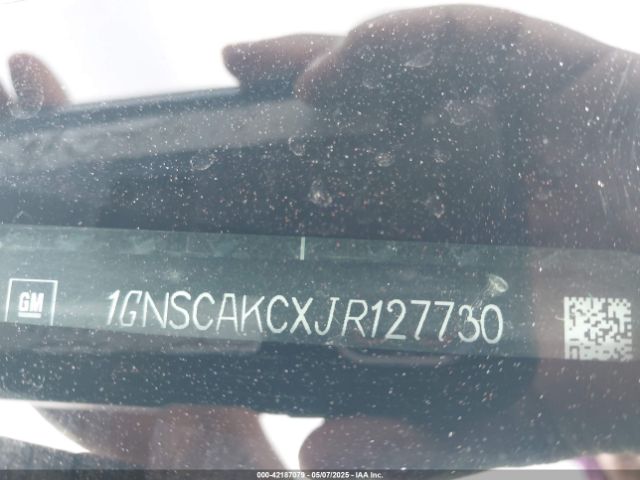 GM
1GNSCAKCXJR127730
000-42187079 - 05/07/2025 - IAA Inc.